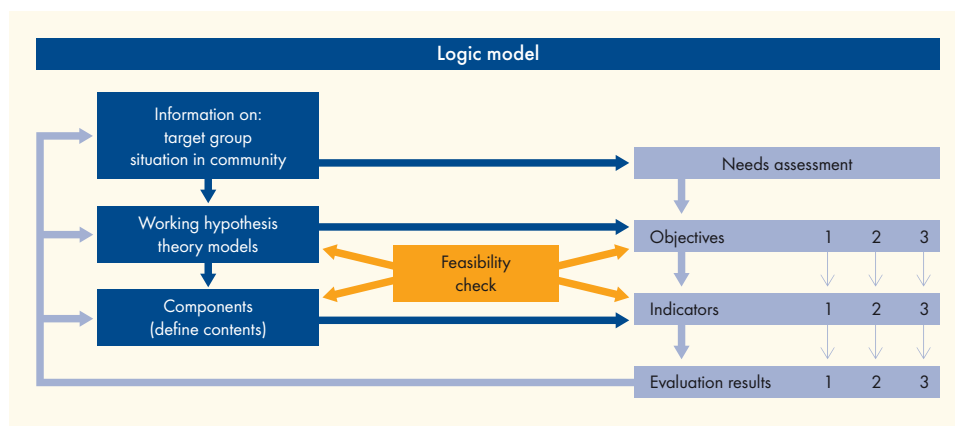 Logic model
Information on:
target group
situation in community
Needs assessment
Working hypothesis
theory models
Objectives 1 2 3
Feasibility
check
Components
(define contents)
Indicators 1 2 3
Evaluation results 1 2 3